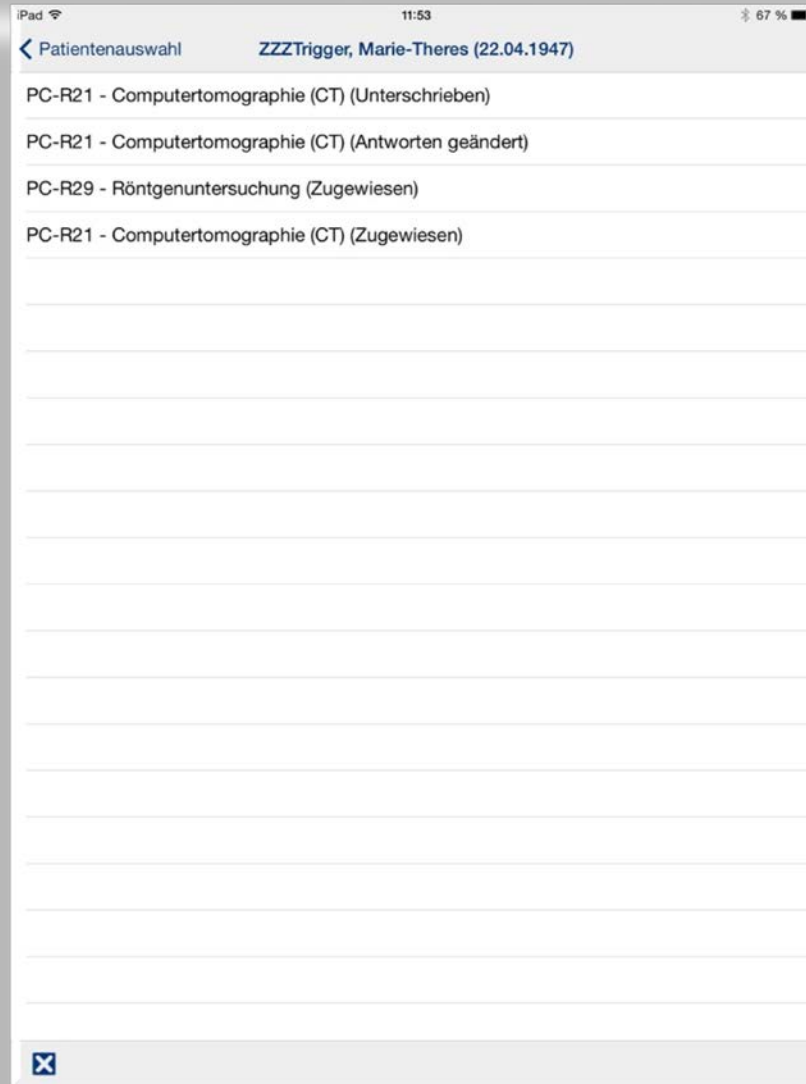 iPad 11:53 67 %
Patientenauswahl ZZZTrigger, Marie-Theres (22.04.1947)
PC-R21 - Computertomographie (CT) (Unterschrieben)
PC-R21 - Computertomographie (CT) (Antworten geändert)
PC-R29 - Röntgenuntersuchung (Zugewiesen)
PC-R21 - Computertomographie (CT) (Zugewiesen)